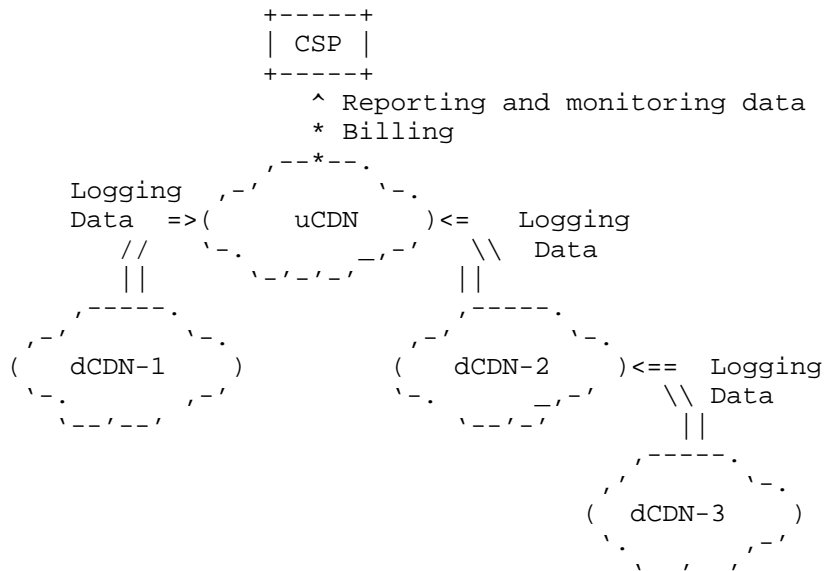 CSP
Reporting and monitoring data
Billing
Logging
Data
uCDN
Logging
Data
dCDN-1
dCDN-2
Logging
Data
dCDN-3